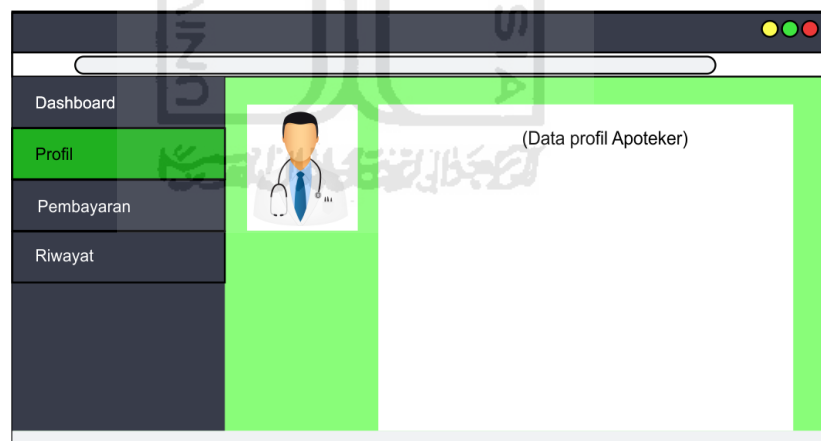 Dashboard
Profil
(Data profil Apoteker)
Pembayaran
Riwayat